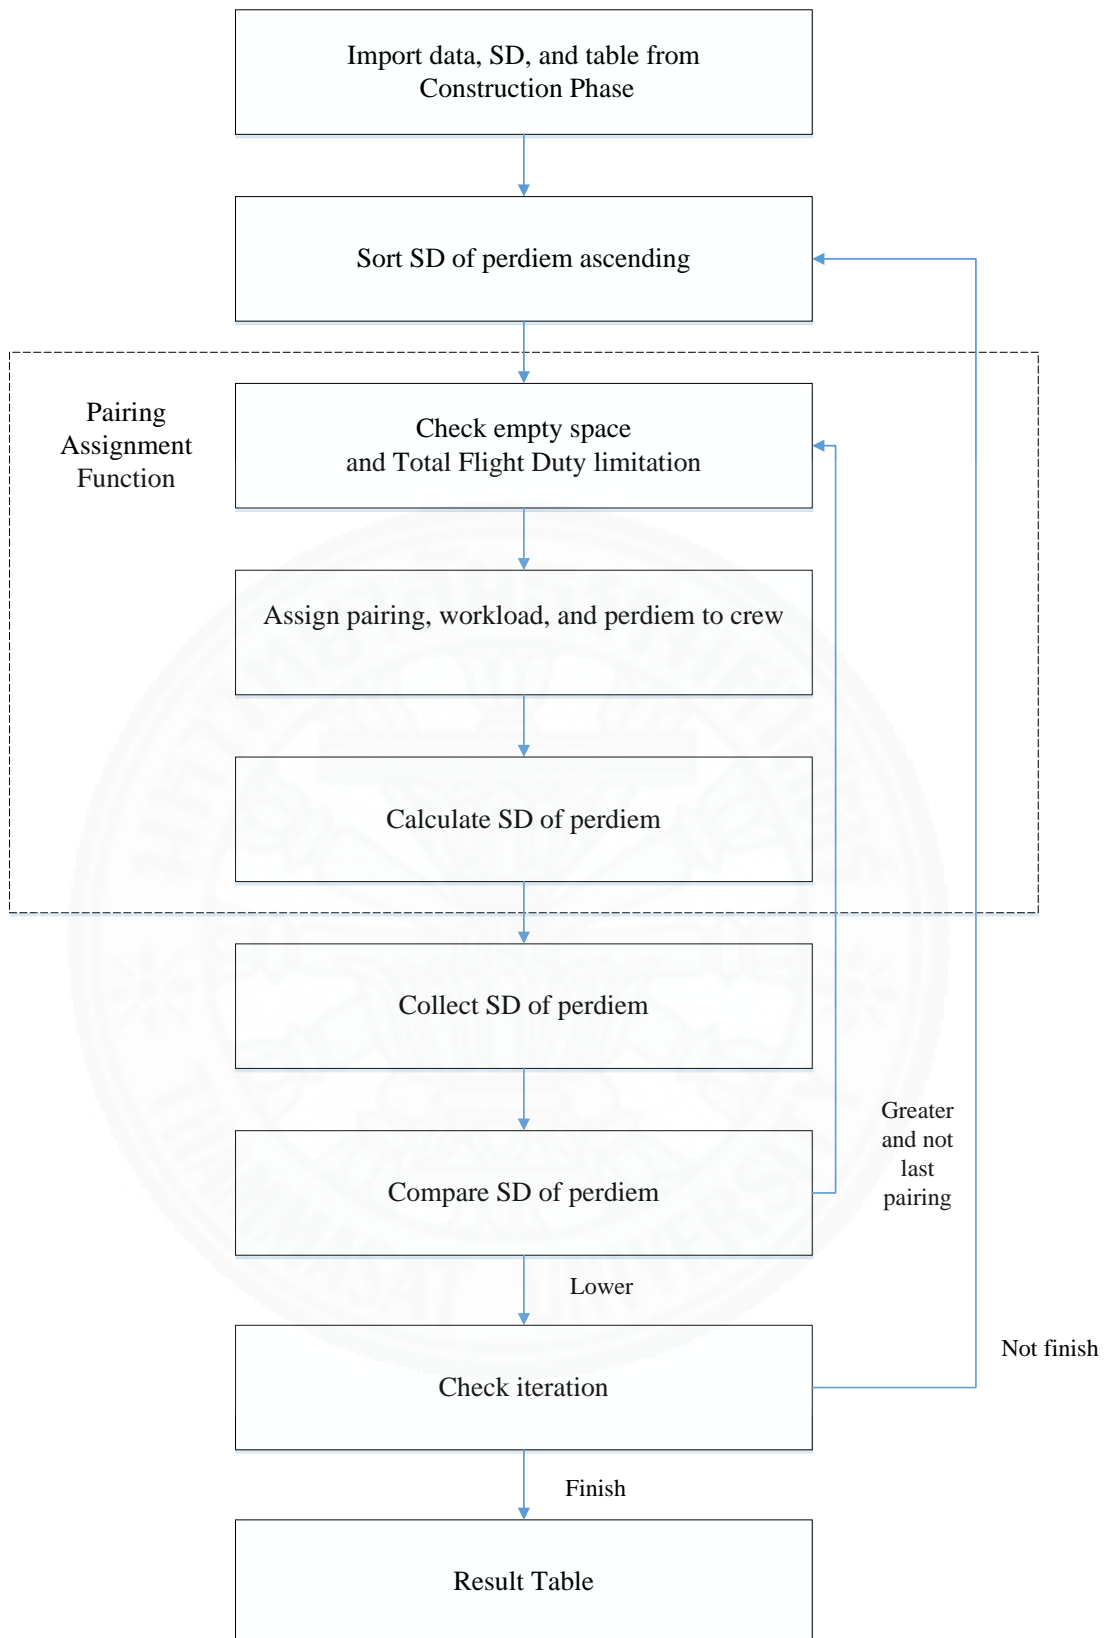 Import data, SD, and table from
Construction Phase
Sort SD of perdiem ascending
Pairing
Assignment
Function
Check empty space
and Total Flight Duty limitation
Assign pairing, workload, and perdiem to crew
Calculate SD of perdiem
Collect SD of perdiem
Greater
and not
last
pairing
Compare SD of perdiem
Lower
Not finish
Check iteration
Finish
Result Table
THAMMASAT UNIVERSITY